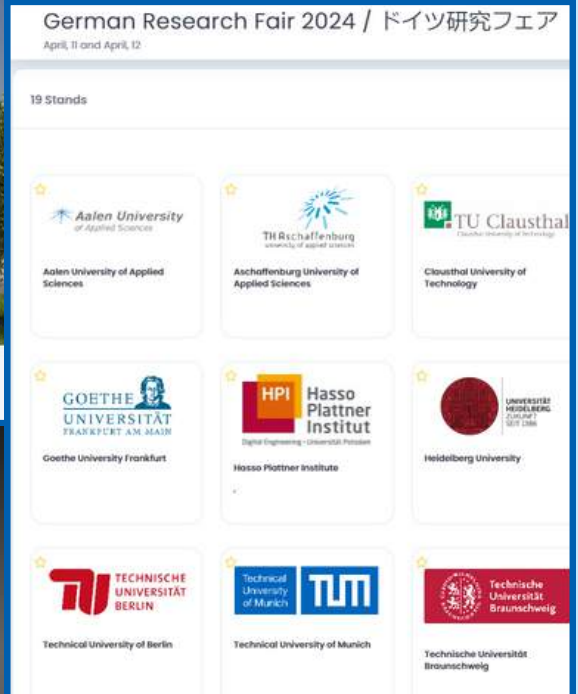 German Research Fair 2024 / ドイツ研究フェア
April, 11 and April, 12
19 Stands
Aalen University
of Applied Sciences
Aalen University of Applied
Sciences
TH Aschaffenburg
university of applied sciences
Aschaffenburg University of
Applied Sciences
TU Clausthal
Clausthal University of Technology
Clausthal University of
Technology
GOETHE
UNIVERSITÄT
FRANKFURT AM MAIN
Goethe University Frankfurt
HPI
Hasso
Plattner
Institut
Digital Engineering • Universität Potsdam
Hasso Plattner Institute
UNIVERSITÄT
HEIDELBERG
ZUKUNFT
SEIT 1386
Heidelberg University
TECHNISCHE
UNIVERSITÄT
BERLIN
Technical University of Berlin
Technical
University
of Munich
TUM
Technical University of Munich
Technische
Universität
Braunschweig
Technische Universität
Braunschweig